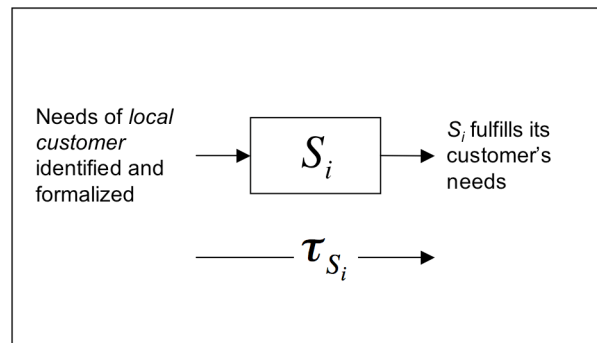 Needs of local
customer
identified and
formalized
S_i
S_i fulfills its
customer's
needs
τ_{S_i}